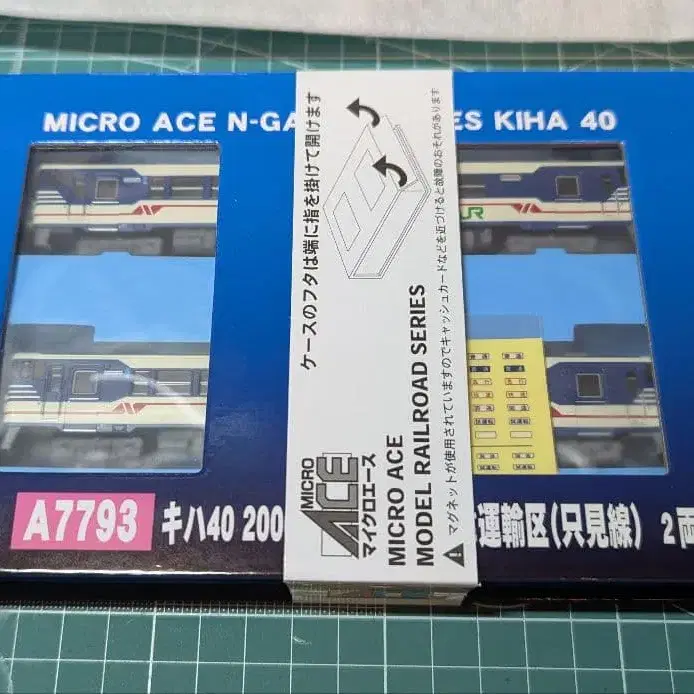 MICRO ACE N-GA
ES KIHA 40
ケースのフタは端に指を掛けて開けます
MICRO
ACE
マイクロエース
MICRO ACE
MODEL RAILROAD SERIES
マグネットが使用されていますのでキャッシュカードなどを近づけると故障のおそれがあります
JR
A7793
キハ40 200
運輸区(只見線) 2両